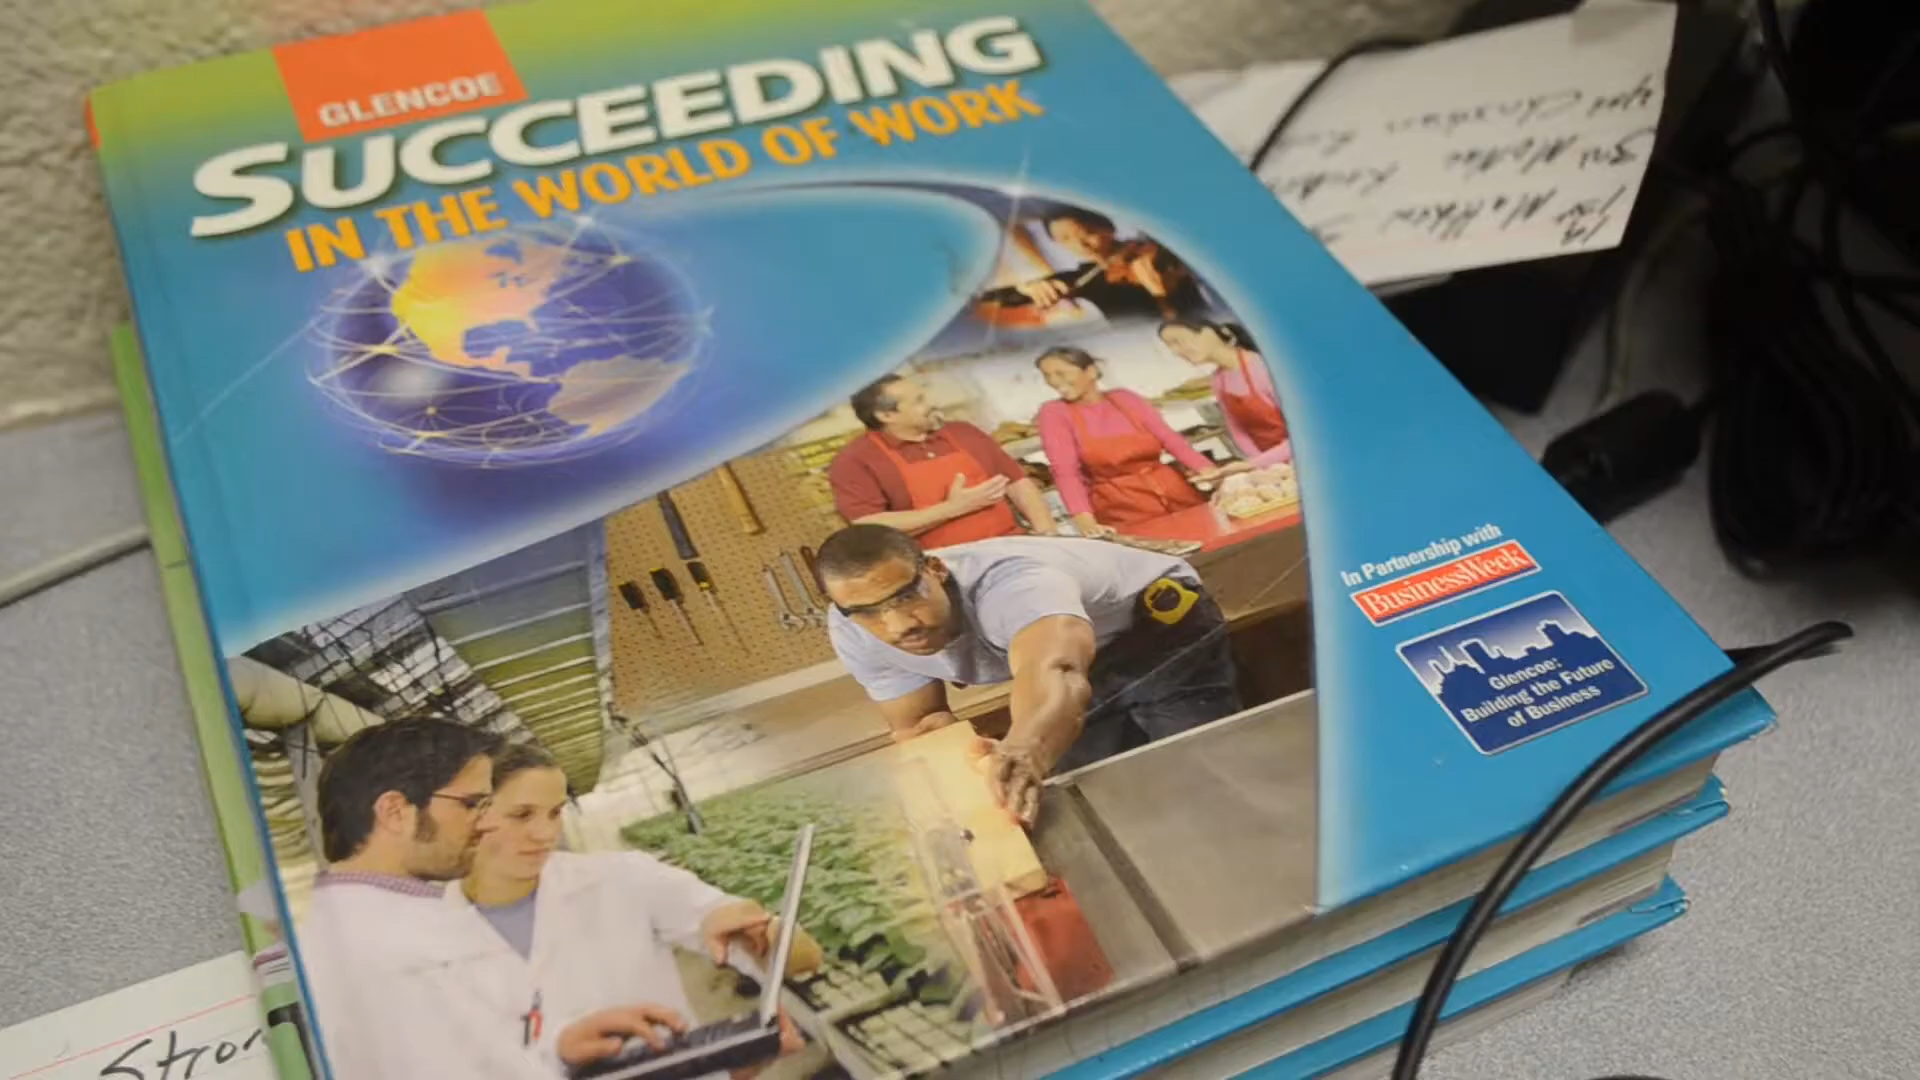 GLENCOE
SUCCEEDING
IN THE WORLD OF WORK
In Partnership with
BusinessWeek
Glencoe:
Building the Future
of Business